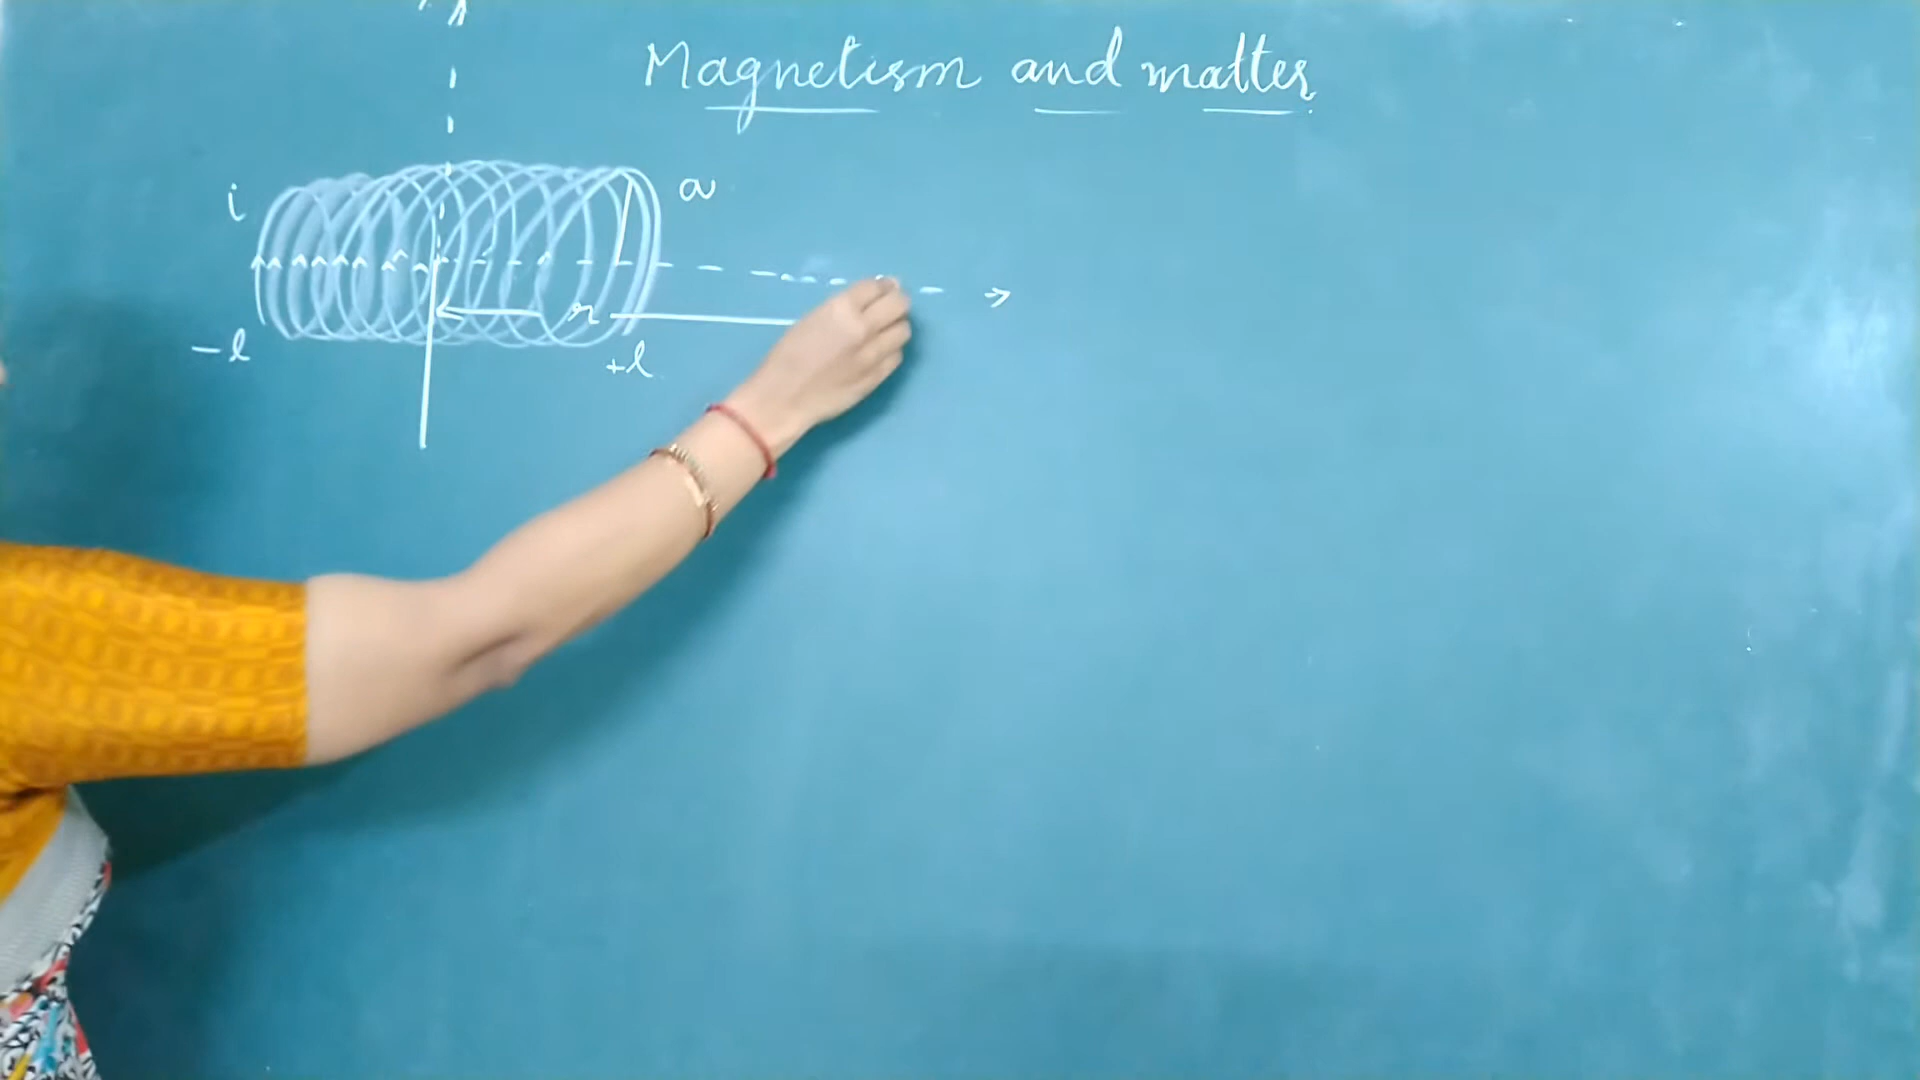 Magnetism and matter
i
a
r
-l
+l